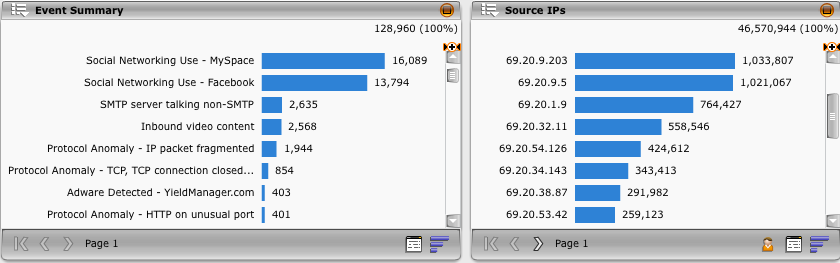 Event Summary
128,960 (100%)
Social Networking Use - MySpace 16,089
Social Networking Use - Facebook 13,794
SMTP server talking non-SMTP 2,635
Inbound video content 2,568
Protocol Anomaly - IP packet fragmented 1,944
Protocol Anomaly - TCP, TCP connection closed... 854
Adware Detected - YieldManager.com 403
Protocol Anomaly - HTTP on unusual port 401
Page 1
Source IPs
46,570,944 (100%)
69.20.9.203 1,033,807
69.20.9.5 1,021,067
69.20.1.9 764,427
69.20.32.11 558,546
69.20.54.126 424,612
69.20.34.143 343,413
69.20.38.87 291,982
69.20.53.42 259,123
Page 1